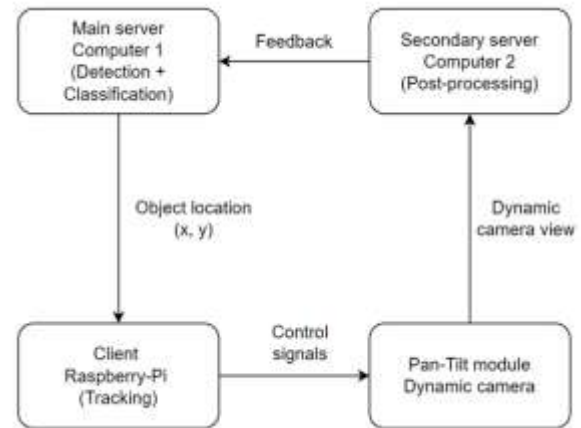 Main server
Computer 1
(Detection +
Classification)
Feedback
Secondary server
Computer 2
(Post-processing)
Object location
(x, y)
Dynamic
camera view
Client
Raspberry-Pi
(Tracking)
Control
signals
Pan-Tilt module
Dynamic camera